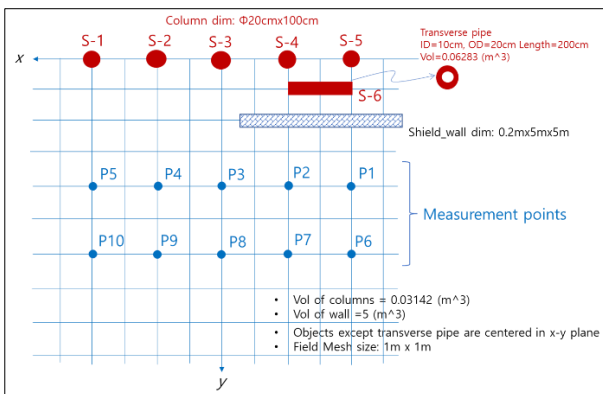 Column dim: Φ20cmx100cm
S-1 S-2 S-3 S-4 S-5
Transverse pipe
ID=10cm, OD=20cm Length=200cm
Vol=0.06283 (m^3)
x
S-6
Shield_wall dim: 0.2mx5mx5m
P5 P4 P3 P2 P1
Measurement points
P10 P9 P8 P7 P6
• Vol of columns = 0.03142 (m^3)
• Vol of wall =5 (m^3)
• Objects except transverse pipe are centered in x-y plane
• Field Mesh size: 1m x 1m
y